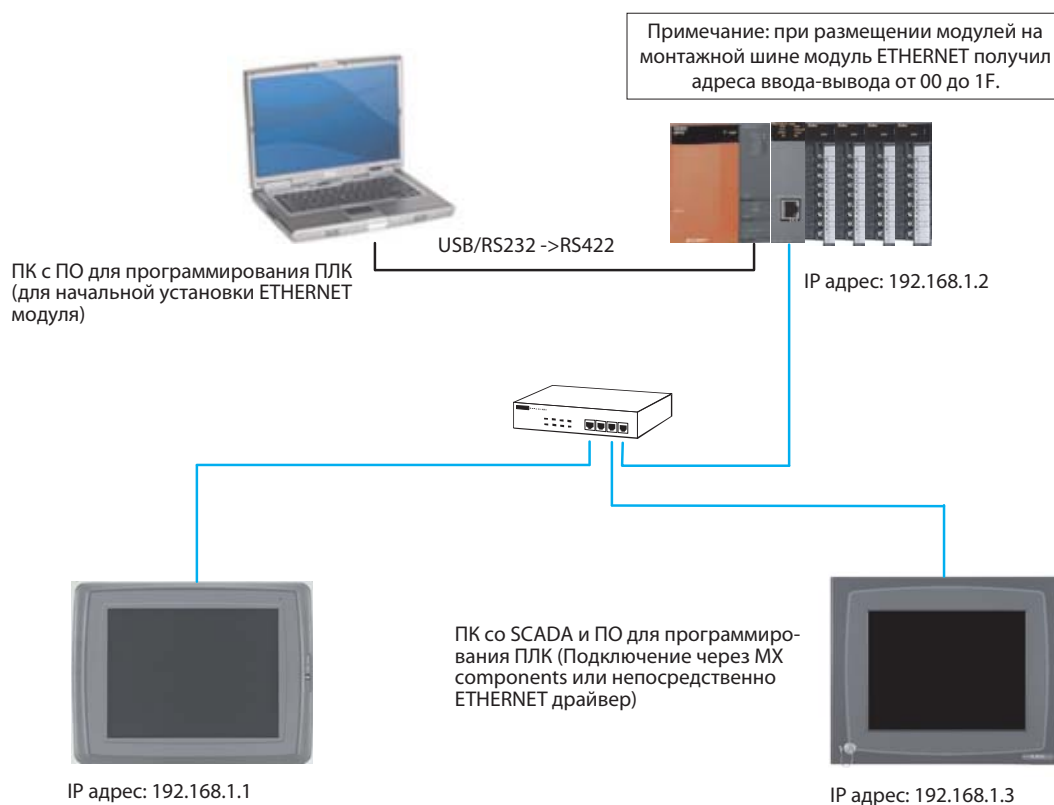 Примечание: при размещении модулей на
монтажной шине модуль ETHERNET получил
адреса ввода-вывода от 00 до 1F.
USB/RS232 ->RS422
ПК с ПО для программирования ПЛК
(для начальной установки ETHERNET
модуля)
IP адрес: 192.168.1.2
ПК со SCADA и ПО для программиро-
вания ПЛК (Подключение через MX
components или непосредственно
ETHERNET драйвер)
IP адрес: 192.168.1.1
IP адрес: 192.168.1.3